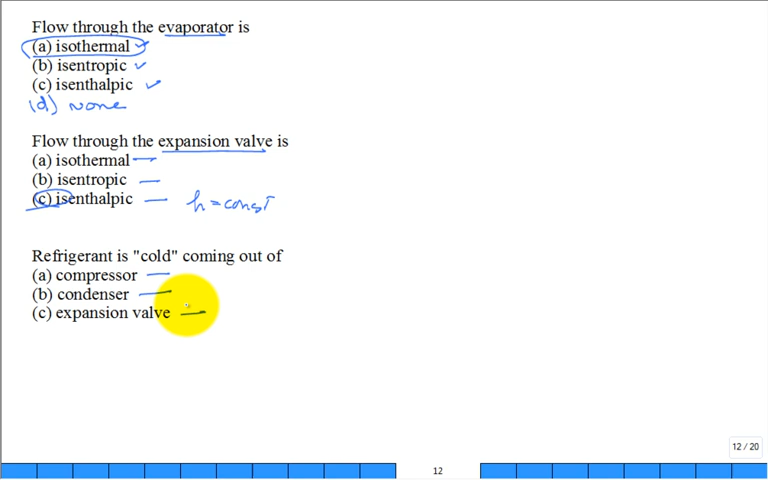 Flow through the evaporator is
(a) isothermal
(b) isentropic
(c) isenthalpic
(d) None
Flow through the expansion valve is
(a) isothermal
(b) isentropic
(c) isenthalpic h = const
Refrigerant is "cold" coming out of
(a) compressor
(b) condenser
(c) expansion valve
12 / 20
12